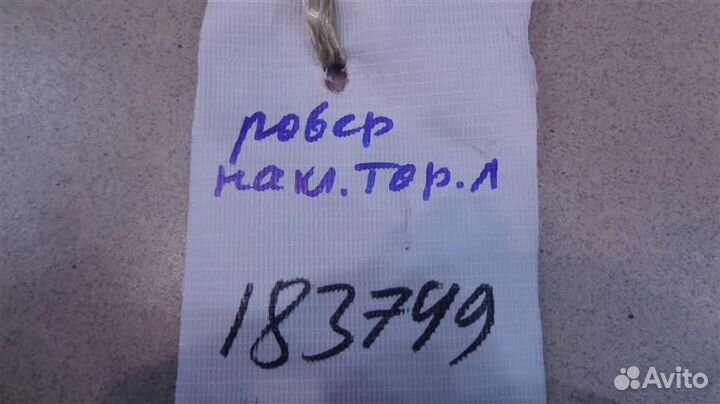 ровер
накл. тор. л
183749
Avito